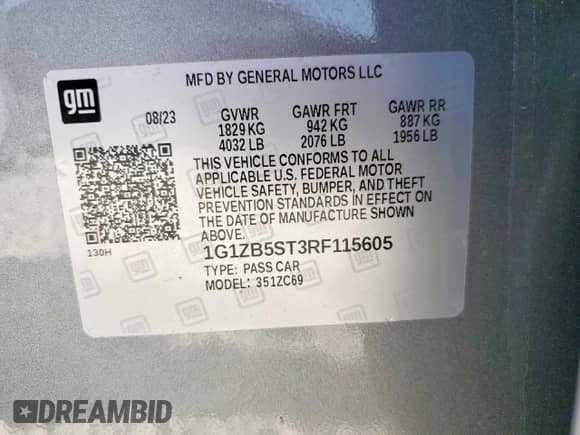 MFD BY GENERAL MOTORS LLC
gm
08/23
GVWR
1829 KG
4032 LB
GAWR FRT
942 KG
2076 LB
GAWR RR
887 KG
1956 LB
THIS VEHICLE CONFORMS TO ALL
APPLICABLE U.S. FEDERAL MOTOR
VEHICLE SAFETY, BUMPER, AND THEFT
PREVENTION STANDARDS IN EFFECT ON
THE DATE OF MANUFACTURE SHOWN
ABOVE.
130H
1G1ZB5ST3RF115605
TYPE: PASS CAR
MODEL: 351ZC69
DREAMBID